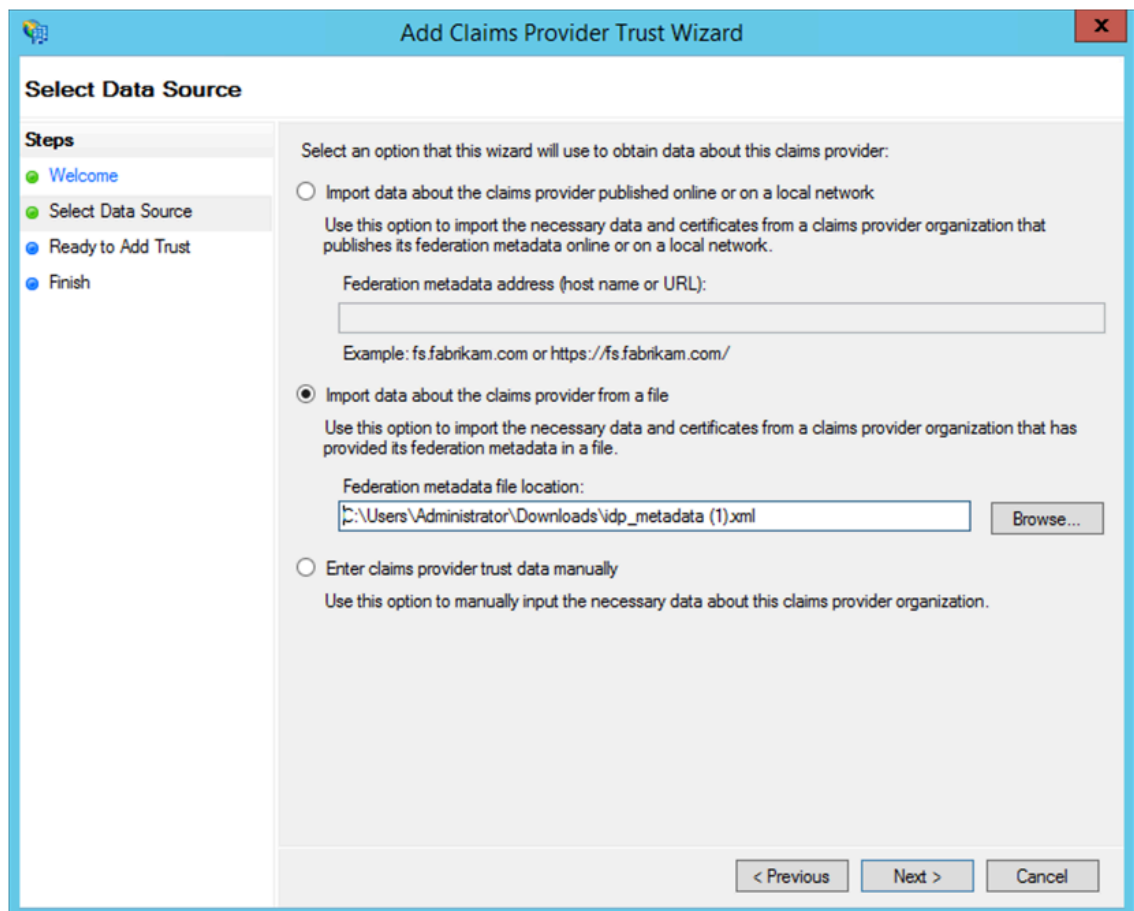 Add Claims Provider Trust Wizard
x
Select Data Source
Steps
Welcome
Select Data Source
Ready to Add Trust
Finish
Select an option that this wizard will use to obtain data about this claims provider:
Import data about the claims provider published online or on a local network
Use this option to import the necessary data and certificates from a claims provider organization that
publishes its federation metadata online or on a local network.
Federation metadata address (host name or URL):
Example: fs.fabrikam.com or https://fs.fabrikam.com/
Import data about the claims provider from a file
Use this option to import the necessary data and certificates from a claims provider organization that has
provided its federation metadata in a file.
Federation metadata file location:
C:\Users\Administrator\Downloads\idp_metadata (1).xml
Browse...
Enter claims provider trust data manually
Use this option to manually input the necessary data about this claims provider organization.
< Previous
Next >
Cancel